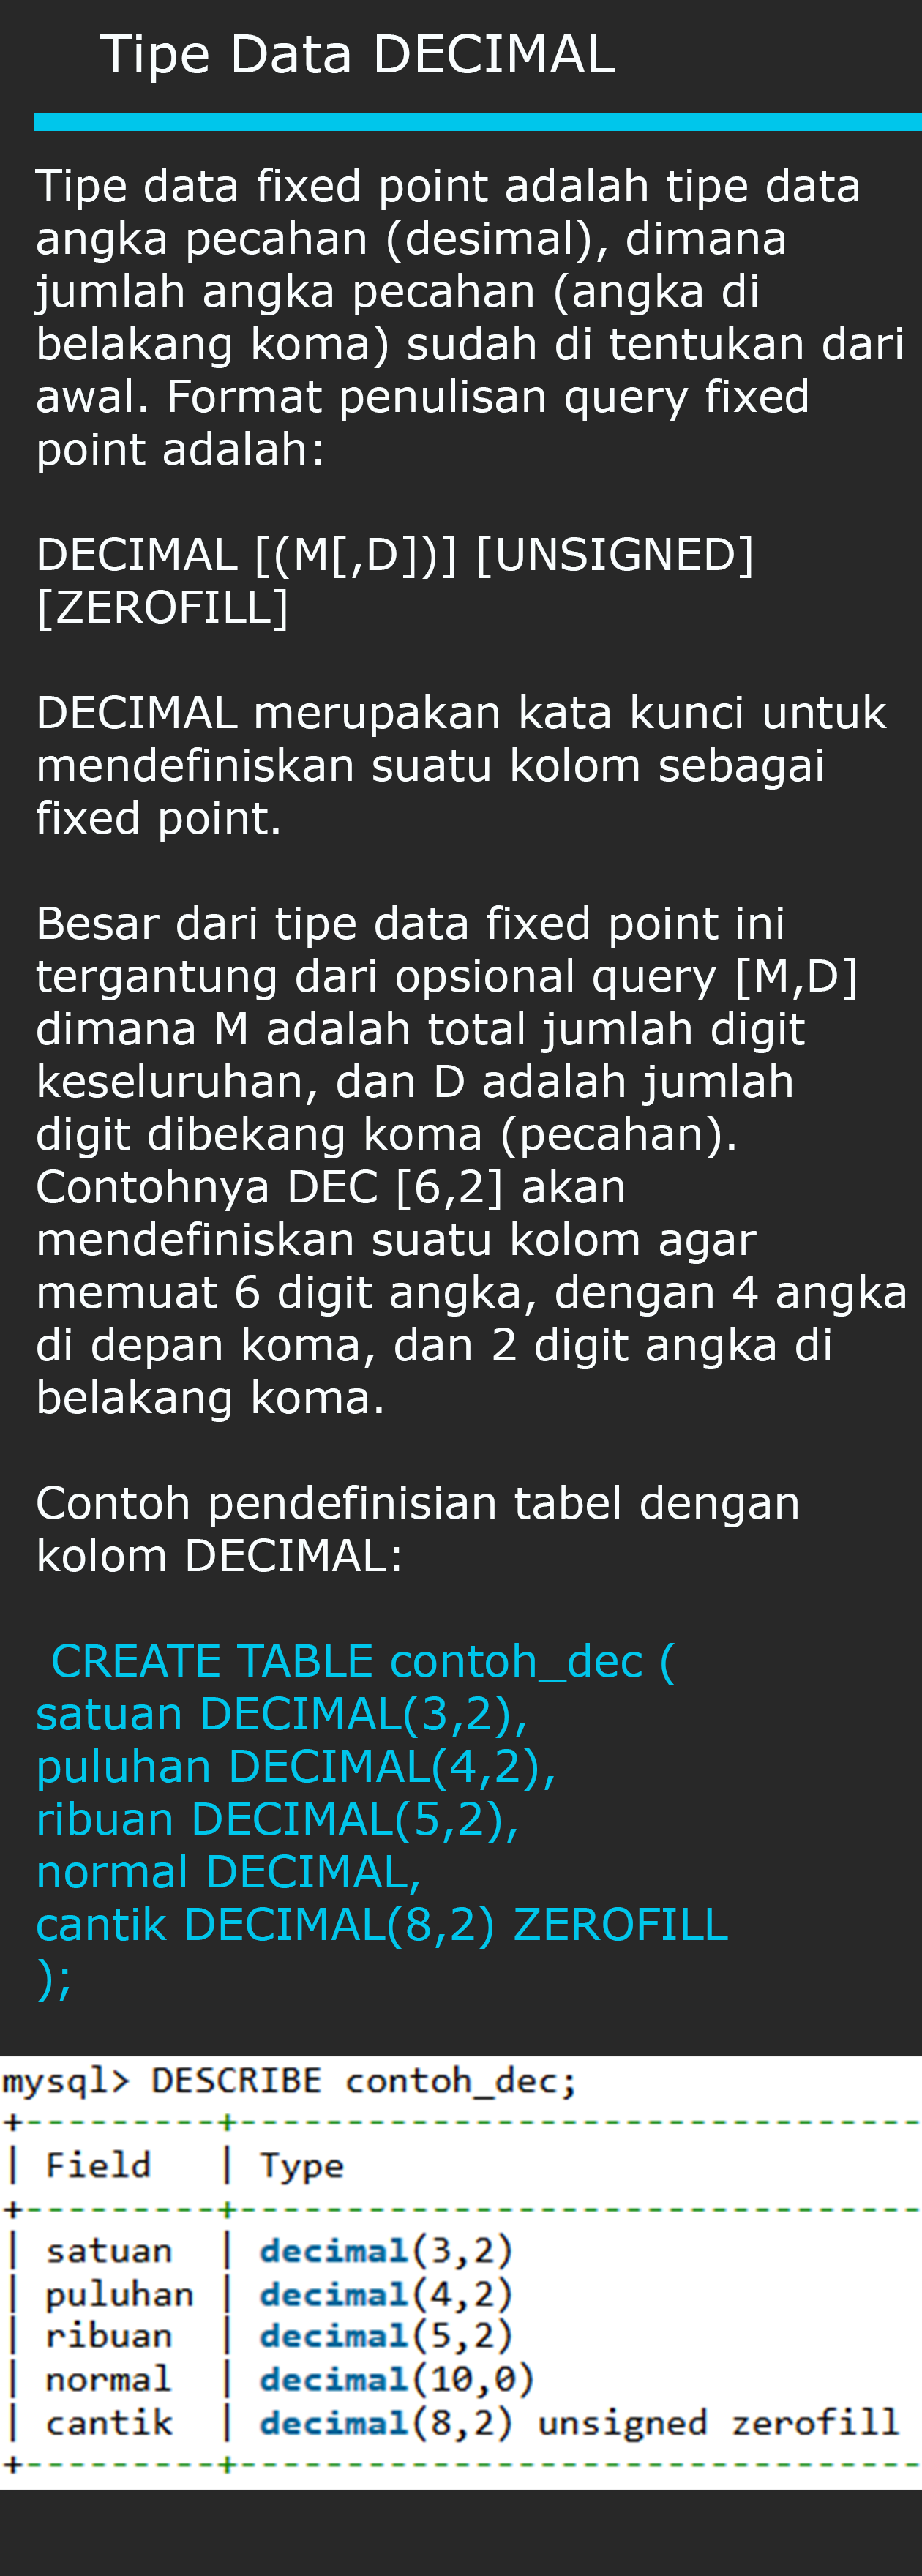 Tipe Data DECIMAL
Tipe data fixed point adalah tipe data
angka pecahan (desimal), dimana
jumlah angka pecahan (angka di
belakang koma) sudah di tentukan dari
awal. Format penulisan query fixed
point adalah:
DECIMAL [(M[,D])] [UNSIGNED]
[ZEROFILL]
DECIMAL merupakan kata kunci untuk
mendefiniskan suatu kolom sebagai
fixed point.
Besar dari tipe data fixed point ini
tergantung dari opsional query [M,D]
dimana M adalah total jumlah digit
keseluruhan, dan D adalah jumlah
digit dibekang koma (pecahan).
Contohnya DEC [6,2] akan
mendefiniskan suatu kolom agar
memuat 6 digit angka, dengan 4 angka
di depan koma, dan 2 digit angka di
belakang koma.
Contoh pendefinisian tabel dengan
kolom DECIMAL:
CREATE TABLE contoh_dec (
satuan DECIMAL(3,2),
puluhan DECIMAL(4,2),
ribuan DECIMAL(5,2),
normal DECIMAL,
cantik DECIMAL(8,2) ZEROFILL
);
mysql> DESCRIBE contoh_dec;
+---------+--------------------------------
| Field | Type
+---------+--------------------------------
| satuan | decimal(3,2)
| puluhan | decimal(4,2)
| ribuan | decimal(5,2)
| normal | decimal(10,0)
| cantik | decimal(8,2) unsigned zerofill
+---------+--------------------------------